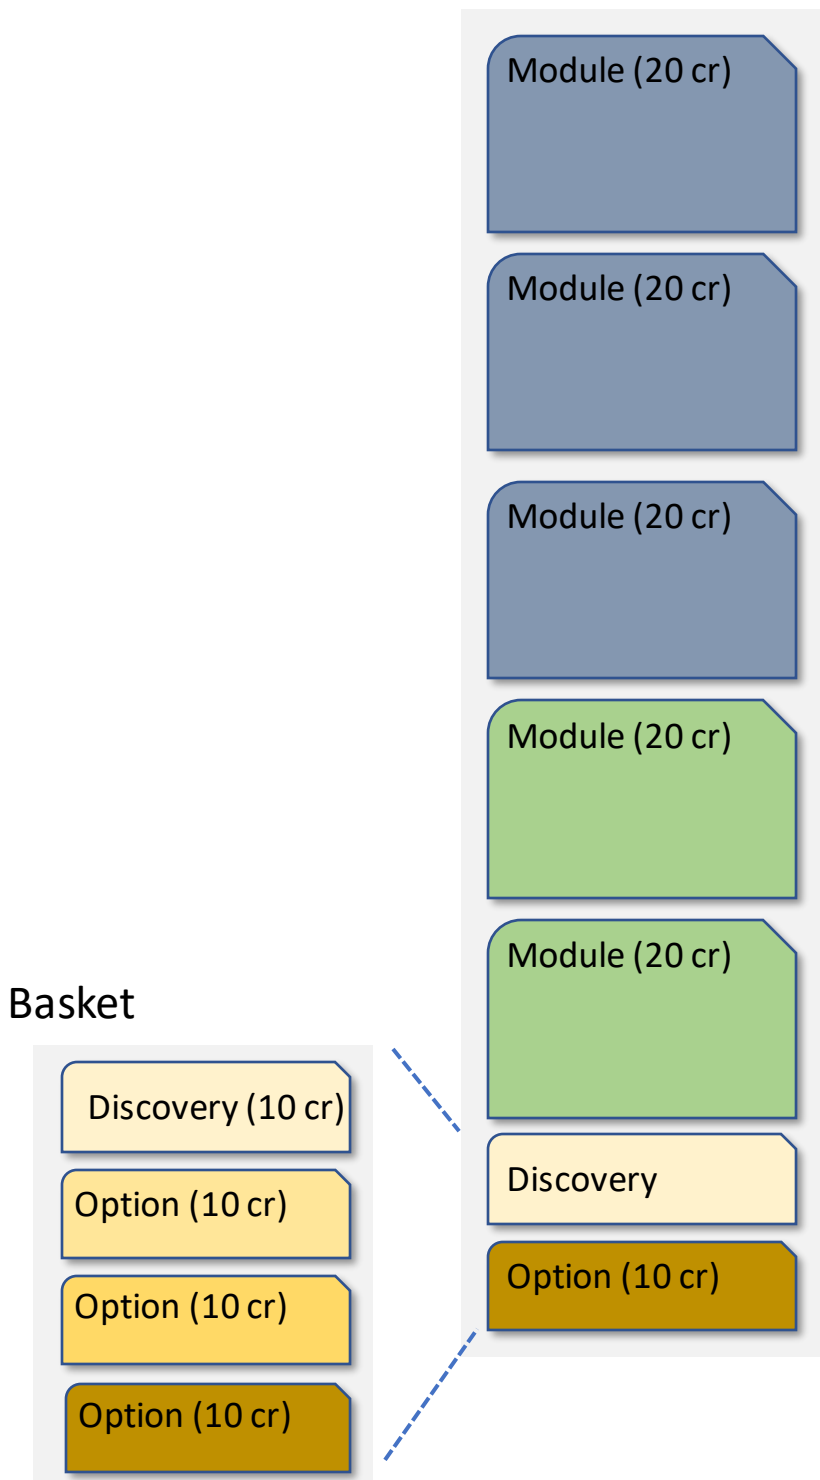 Module (20 cr)
Module (20 cr)
Module (20 cr)
Module (20 cr)
Module (20 cr)
Discovery
Option (10 cr)
Basket
Discovery (10 cr)
Option (10 cr)
Option (10 cr)
Option (10 cr)